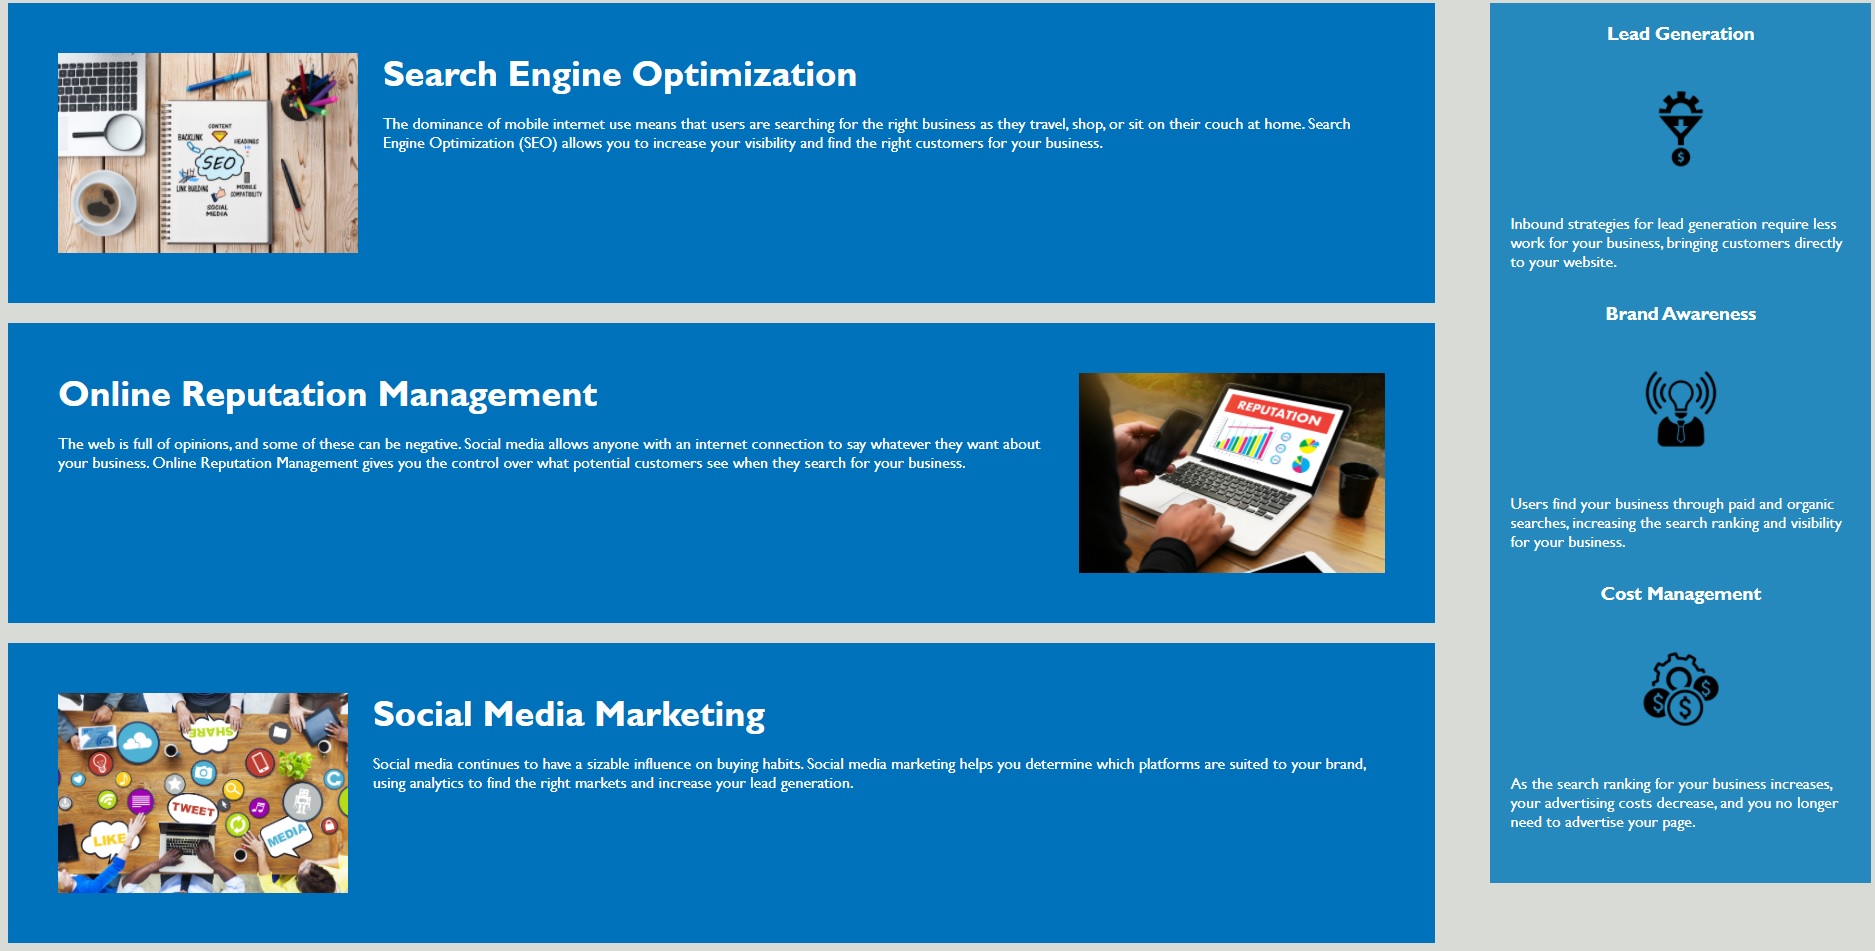 Search Engine Optimization
The dominance of mobile internet use means that users are searching for the right business as they travel, shop, or sit on their couch at home. Search
Engine Optimization (SEO) allows you to increase your visibility and find the right customers for your business.
CONTENT
BACKLINK
HEADINGS
SEO
LINK BUILDING
MOBILE
COMPATIBILITY
SOCIAL
MEDIA
Online Reputation Management
The web is full of opinions, and some of these can be negative. Social media allows anyone with an internet connection to say whatever they want about
your business. Online Reputation Management gives you the control over what potential customers see when they search for your business.
REPUTATION
Social Media Marketing
Social media continues to have a sizable influence on buying habits. Social media marketing helps you determine which platforms are suited to your brand,
using analytics to find the right markets and increase your lead generation.
SHARE
TWEET
LIKE
MEDIA
Lead Generation
$
Inbound strategies for lead generation require less
work for your business, bringing customers directly
to your website.
Brand Awareness
Users find your business through paid and organic
searches, increasing the search ranking and visibility
for your business.
Cost Management
$ $ $
As the search ranking for your business increases,
your advertising costs decrease, and you no longer
need to advertise your page.